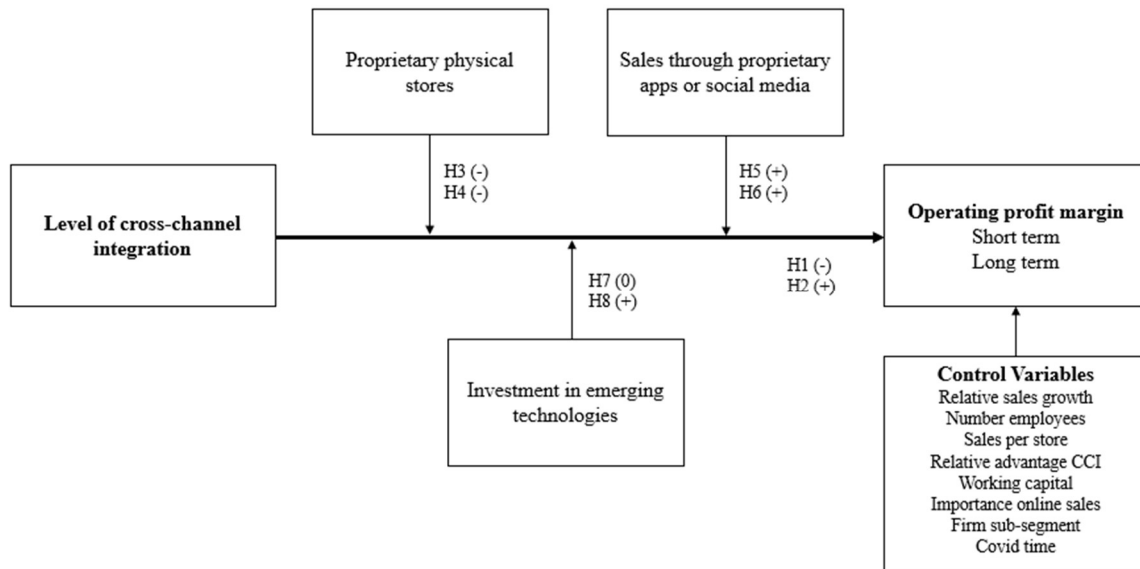 Proprietary physical
stores
Sales through proprietary
apps or social media
H3 (-)
H4 (-)
H5 (+)
H6 (+)
Level of cross-channel
integration
Operating profit margin
Short term
Long term
H1 (-)
H2 (+)
H7 (0)
H8 (+)
Investment in emerging
technologies
Control Variables
Relative sales growth
Number employees
Sales per store
Relative advantage CCI
Working capital
Importance online sales
Firm sub-segment
Covid time